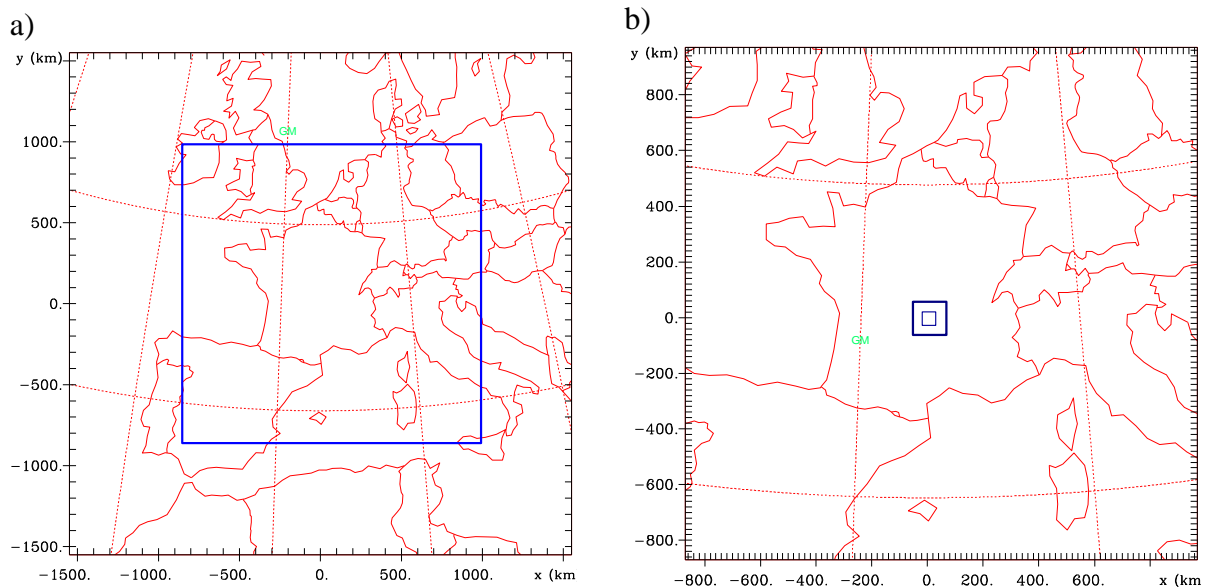 a)
y (km)
GM
1000.
500.
0.
−500.
−1000.
−1500.
−1500. −1000. −500. 0. 500. 1000. x (km
b)
y (km)
800.
600.
400.
200.
0.
GM
−200.
−400.
−600.
−800.
−800. −600. −400. −200. 0. 200. 400. 600. x (km